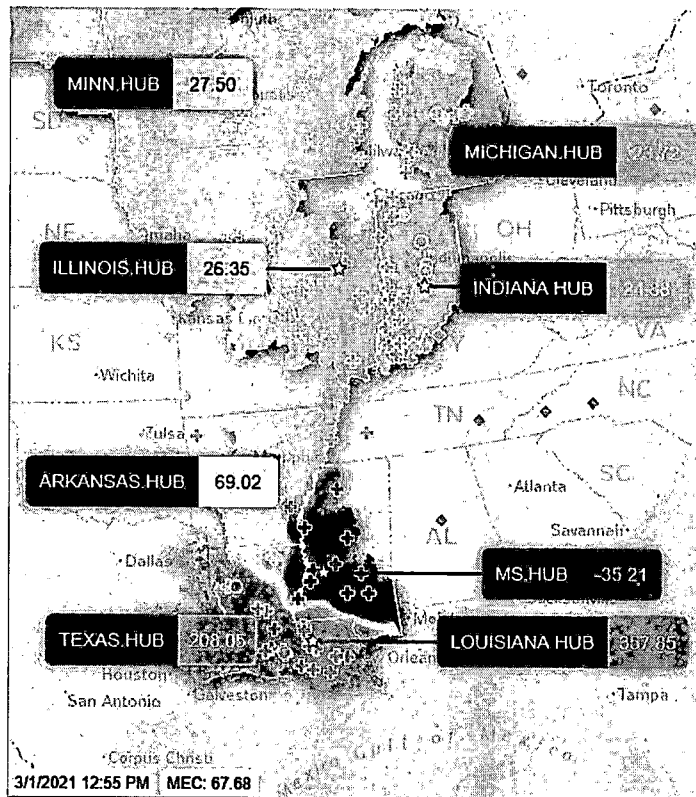 Toronto
MINN.HUB 27.50
MICHIGAN.HUB
Cleveland
Pittsburgh
NE
OH
ILLINOIS.HUB 26.35
INDIANA HUB
KS
VA
Wichita
NC
TN
Tulsa
SC
ARKANSAS.HUB 69.02
Atlanta
AL
Savannah
Dallas
MS.HUB -35.21
TEXAS.HUB 208.05
LOUISIANA HUB 357.85
Orlean
Houston
Galveston
San Antonio
Tampa
Corpus Christi
3/1/2021 12:55 PM MEC: 67.68